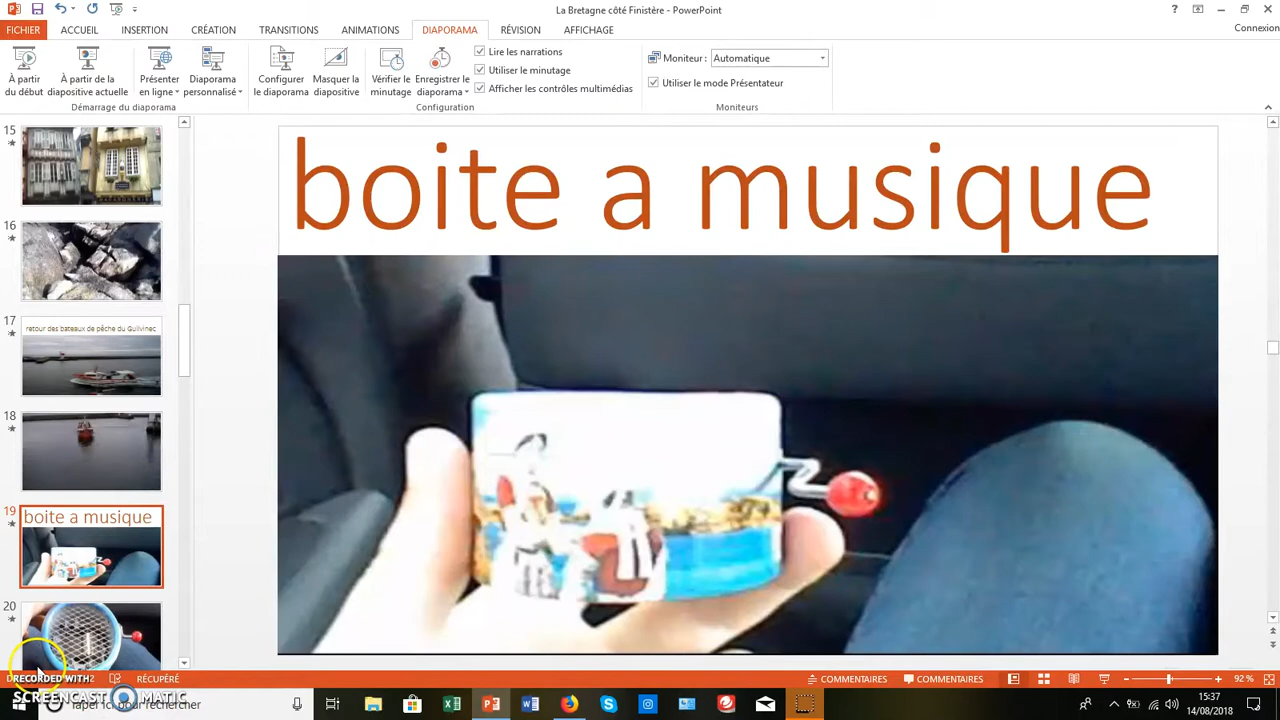 La Bretagne côté Finistère - PowerPoint
FICHIER ACCUEIL INSERTION CRÉATION TRANSITIONS ANIMATIONS DIAPORAMA RÉVISION AFFICHAGE
Connexion
À partir du début
À partir de la diapositive actuelle
Présenter en ligne
Diaporama personnalisé
Démarrage du diaporama
Configurer le diaporama
Masquer la diapositive
Vérifier le minutage
Enregistrer le diaporama
Lire les narrations
Utiliser le minutage
Afficher les contrôles multimédias
Configuration
Moniteur : Automatique
Utiliser le mode Présentateur
Moniteurs
15
16
17
retour des bateaux de pêche du Guilvinec
18
19
boite a musique
20
boite a musique
RECORDED WITH
SCREENCAST MATIC
RÉCUPÉRÉ
COMMENTAIRES
COMMENTAIRES
92 %
Tapel ici pour rechercher
15:37
14/08/2018